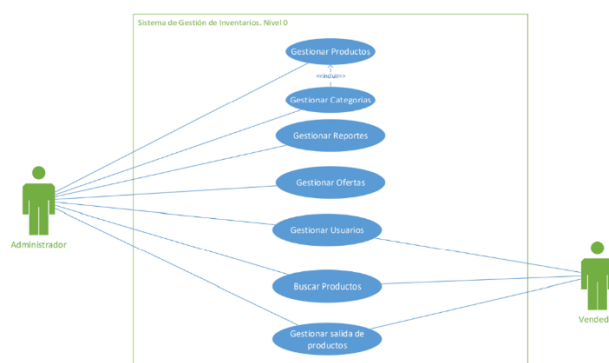 Sistema de Gestión de Inventarios. Nivel 0
Gestionar Productos
Gestionar Categorias
Gestionar Reportes
Gestionar Ofertas
Administrador
Gestionar Usuarios
Buscar Productos
Vended
Gestionar salida de
productos